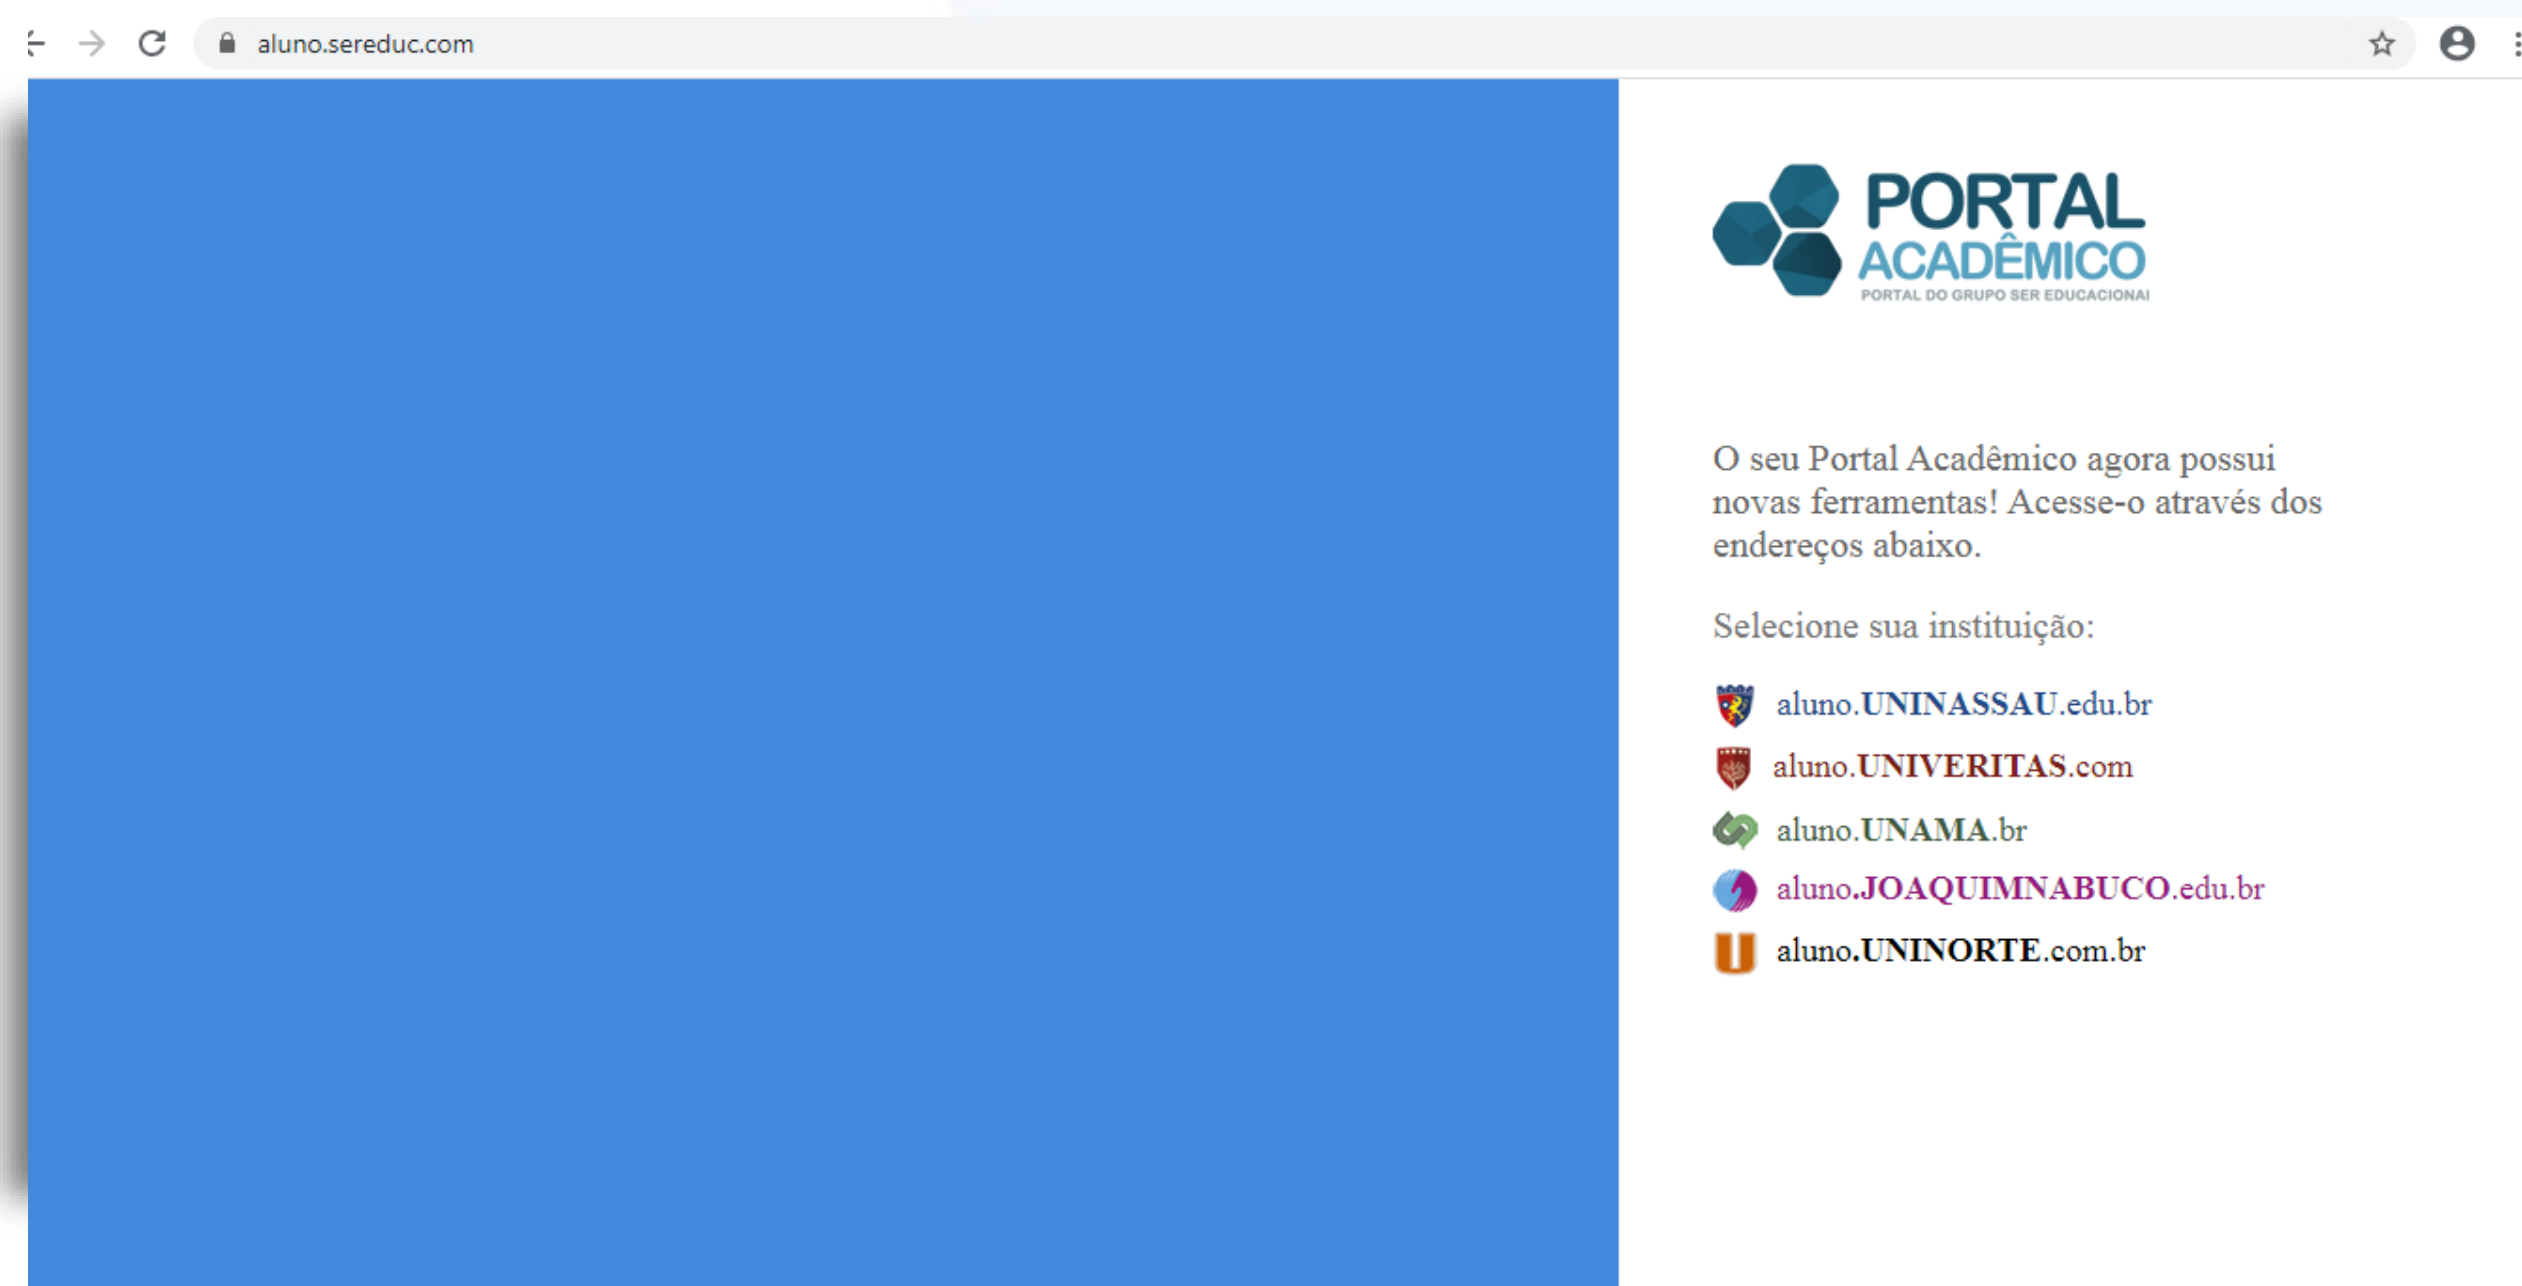 aluno.sereduc.com
PORTAL
ACADÊMICO
PORTAL DO GRUPO SER EDUCACIONAL
O seu Portal Acadêmico agora possui
novas ferramentas! Acesse-o através dos
endereços abaixo.
Selecione sua instituição:
aluno.UNINASSAU.edu.br
aluno.UNIVERITAS.com
aluno.UNAMA.br
aluno.JOAQUIMNABUCO.edu.br
aluno.UNINORTE.com.br